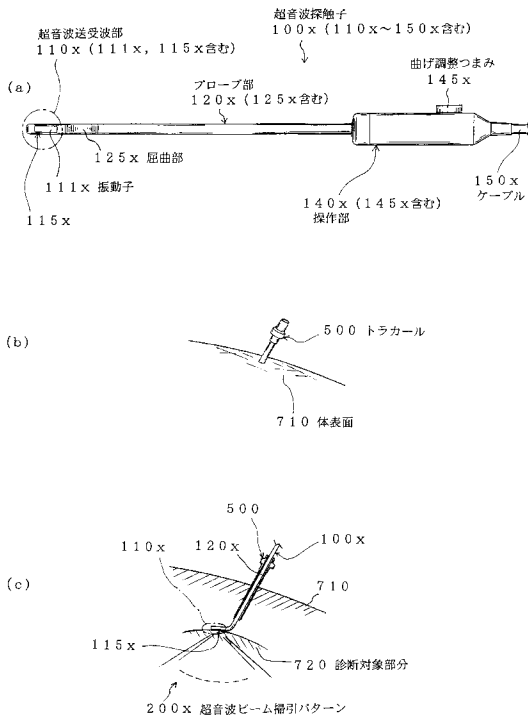 超音波送受波部
110x(111x,115x含む)
超音波探触子
100x(110x~150x含む)
曲げ調整つまみ
145x
(a)
プローブ部
120x(125x含む)
125x 屈曲部
111x 振動子
115x
150x
ケーブル
140x(145x含む)
操作部
(b)
500 トラカール
710 体表面
500
110x
120x
100x
(c)
710
115x
720 診断対象部分
200x 超音波ビーム掃引パターン